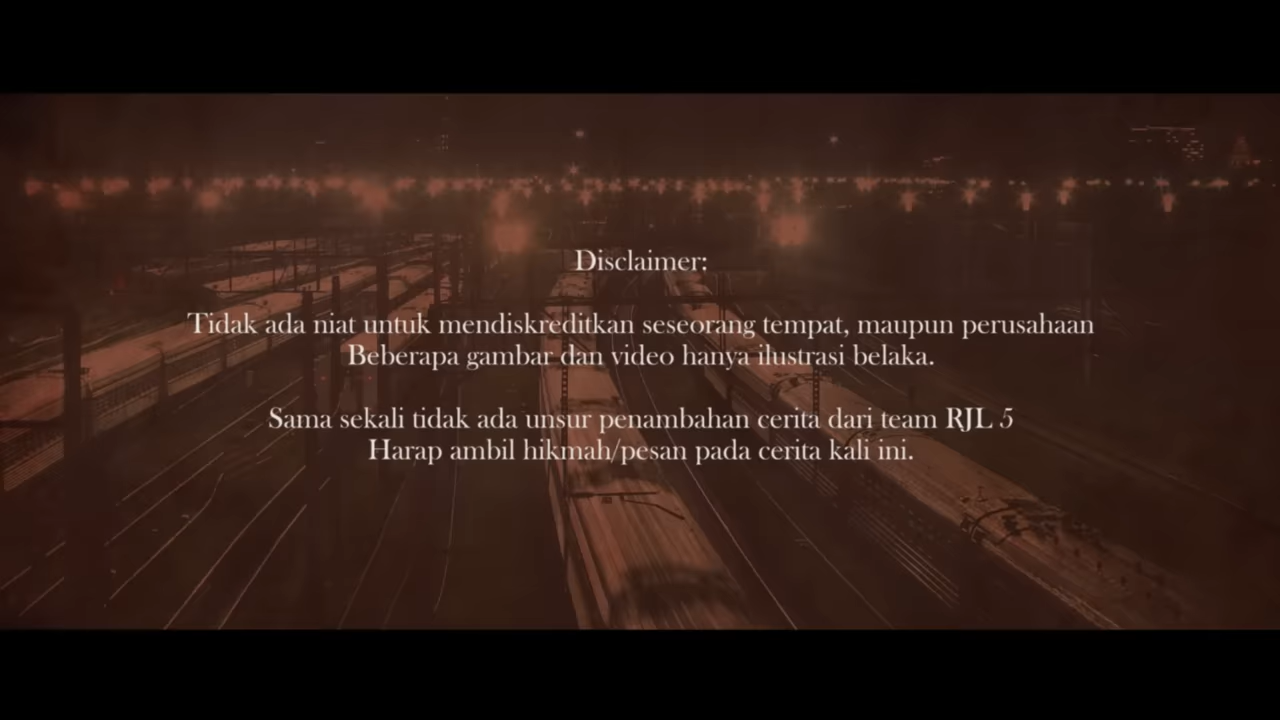 Disclaimer:
Tidak ada niat untuk mendiskreditkan seseorang tempat, maupun perusahaan
Beberapa gambar dan video hanya ilustrasi belaka.
Sama sekali tidak ada unsur penambahan cerita dari team RJL 5
Harap ambil hikmah/pesan pada cerita kali ini.